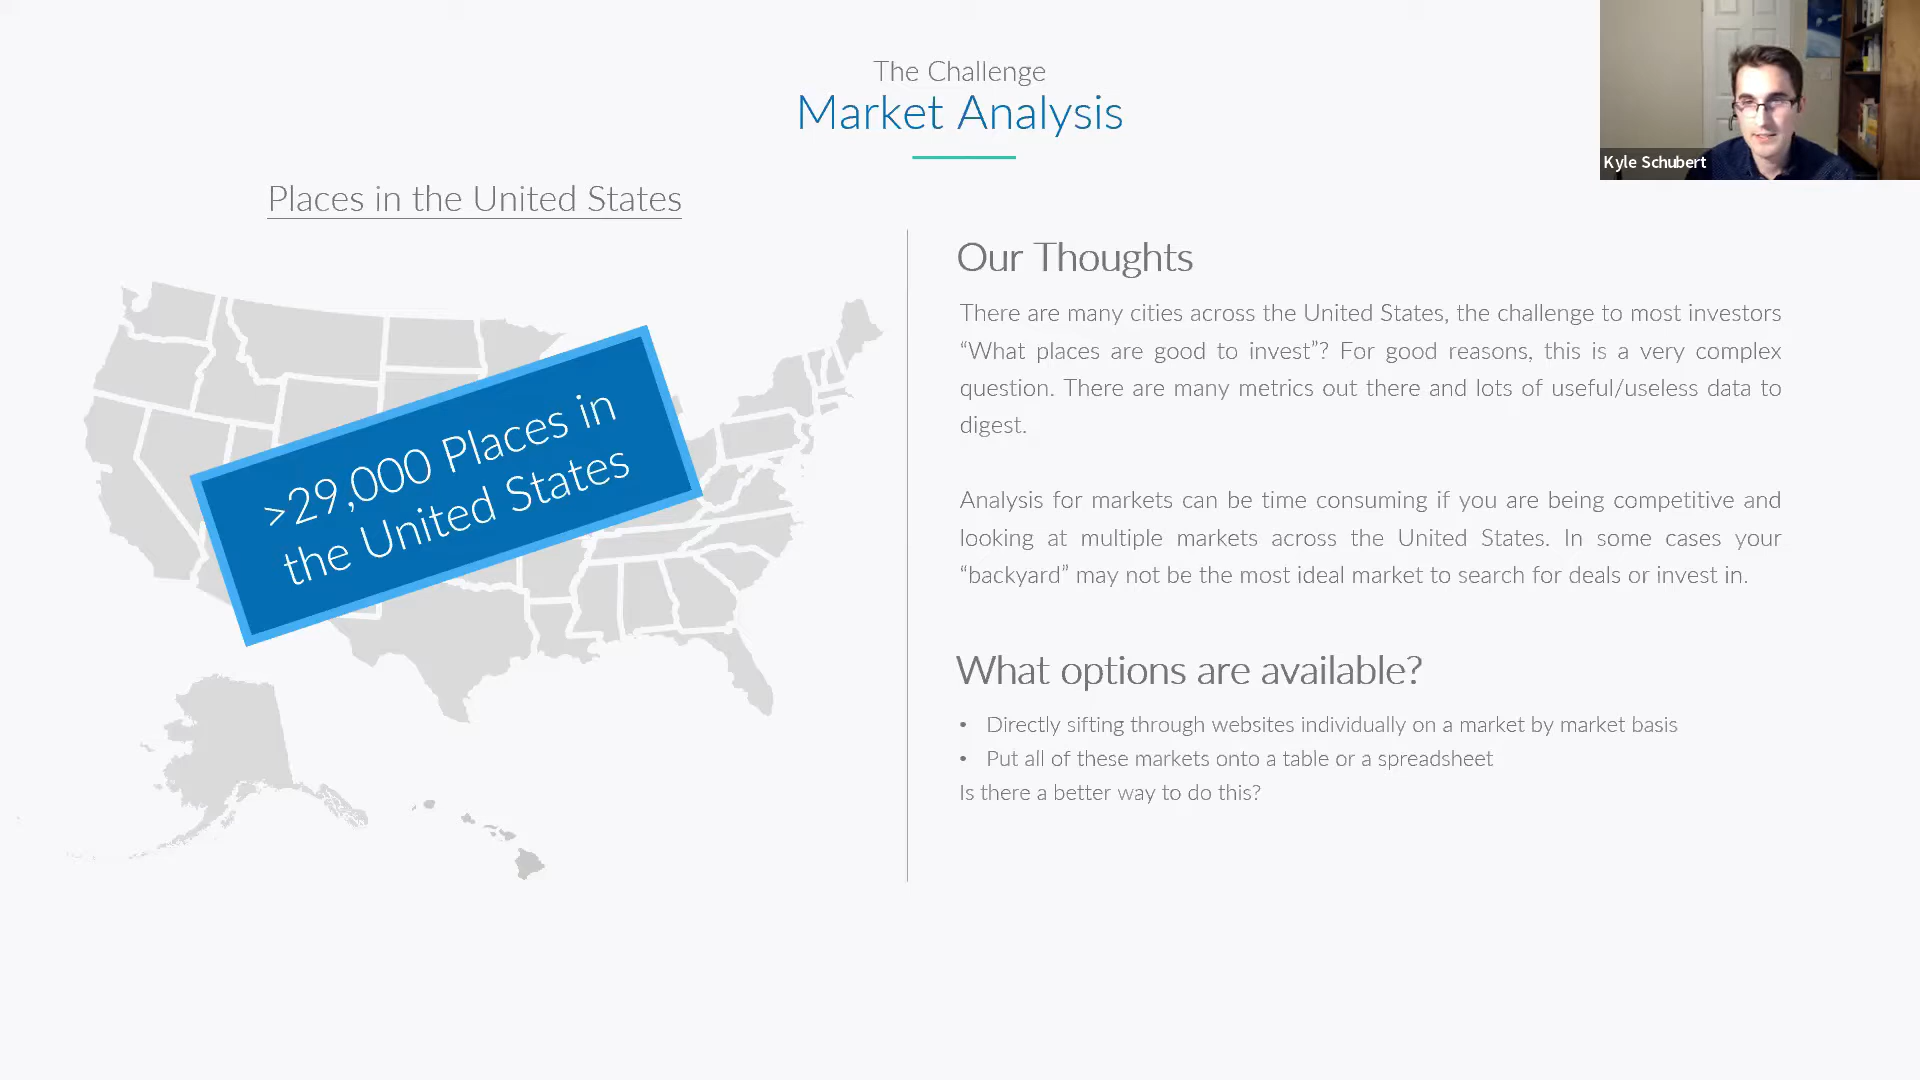 The Challenge
Market Analysis
Kyle Schubert
Places in the United States
>29,000 Places in
the United States
Our Thoughts
There are many cities across the United States, the challenge to most investors
“What places are good to invest”? For good reasons, this is a very complex
question. There are many metrics out there and lots of useful/useless data to
digest.
Analysis for markets can be time consuming if you are being competitive and
looking at multiple markets across the United States. In some cases your
“backyard” may not be the most ideal market to search for deals or invest in.
What options are available?
• Directly sifting through websites individually on a market by market basis
• Put all of these markets onto a table or a spreadsheet
Is there a better way to do this?